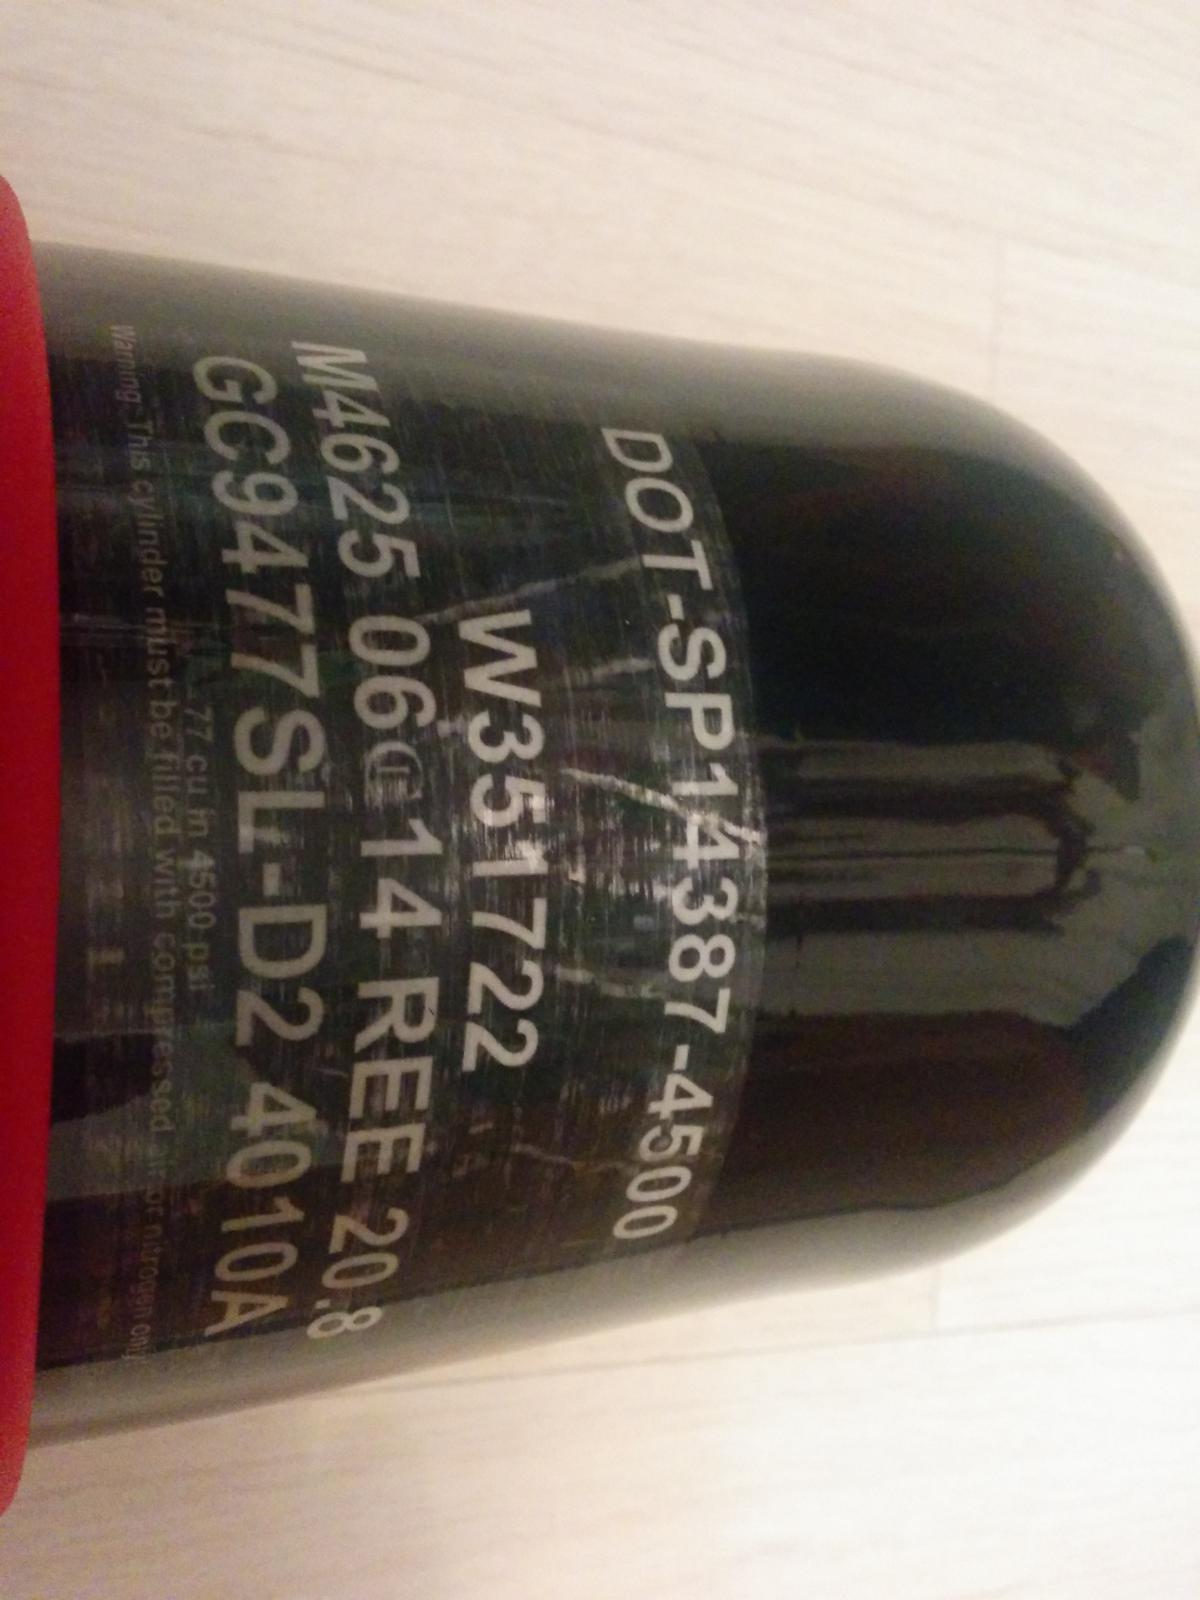 DOT-SP14387-4500
W351722
M4625 06 14 REE 20.8
GC9477SL-D2 4010A
77 cu in 4500 psi
Warning: This cylinder must be filled with compressed air or nitrogen only